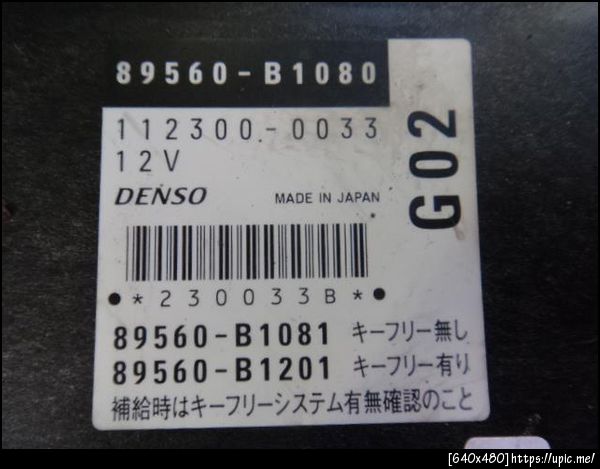 89560-B1080
112300-0033
12V
DENSO MADE IN JAPAN
G02
*230033B*
89560-B1081 キーフリー無し
89560-B1201 キーフリー有り
補給時はキーフリーシステム有無確認のこと
[640x480]https://upic.me/